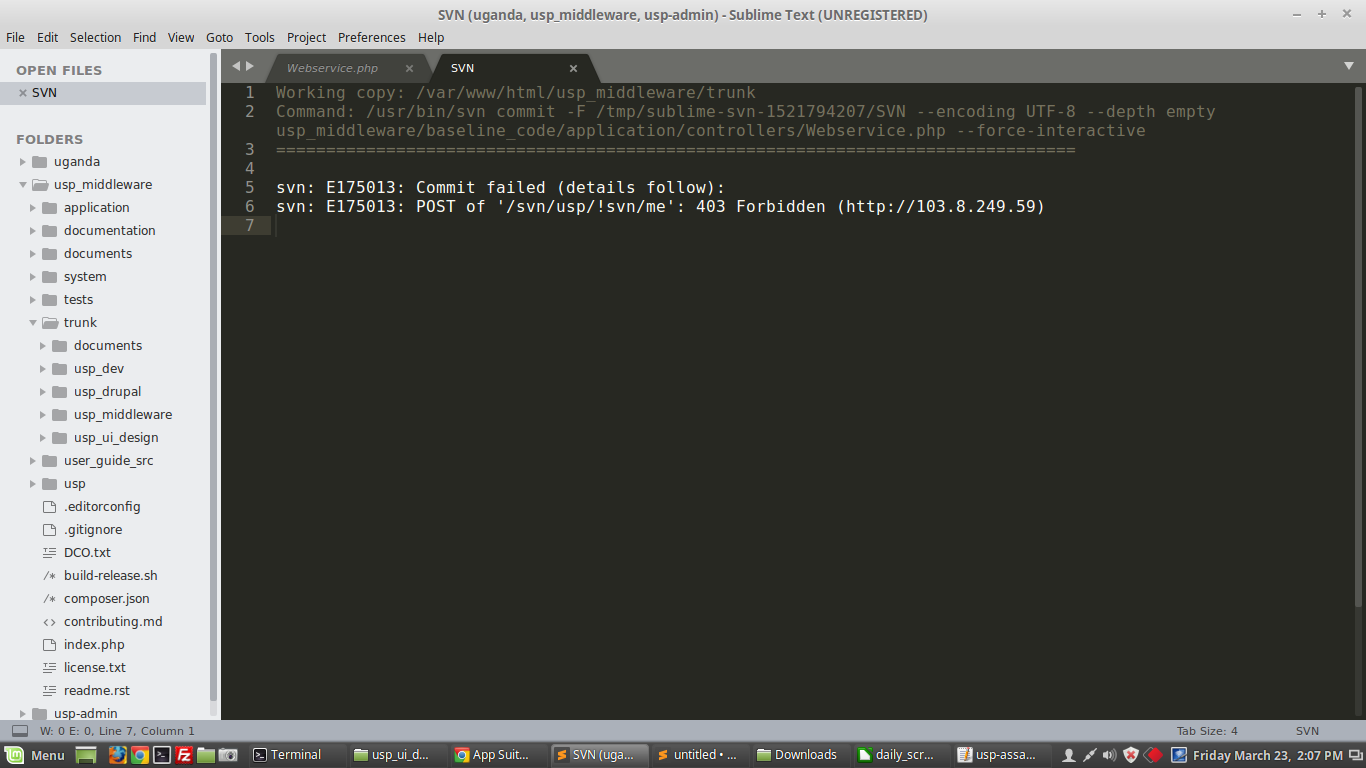 SVN (uganda, usp_middleware, usp-admin) - Sublime Text (UNREGISTERED)
File Edit Selection Find View Goto Tools Project Preferences Help
OPEN FILES
SVN
FOLDERS
uganda
usp_middleware
application
documentation
documents
system
tests
trunk
documents
usp_dev
usp_drupal
usp_middleware
usp_ui_design
user_guide_src
usp
.editorconfig
.gitignore
DCO.txt
build-release.sh
composer.json
contributing.md
index.php
license.txt
readme.rst
usp-admin
Webservice.php SVN
1 Working copy: /var/www/html/usp_middleware/trunk
2 Command: /usr/bin/svn commit -F /tmp/sublime-svn-1521794207/SVN --encoding UTF-8 --depth empty
usp_middleware/baseline_code/application/controllers/Webservice.php --force-interactive
3 ================================================================================
4
5 svn: E175013: Commit failed (details follow):
6 svn: E175013: POST of '/svn/usp/!svn/me': 403 Forbidden (http://103.8.249.59)
7
W: 0 E: 0, Line 7, Column 1 Tab Size: 4 SVN
Menu Terminal usp_ui_d... App Suit... SVN (uga... untitled • ... Downloads daily_scr... usp-assa... Friday March 23, 2:07 PM